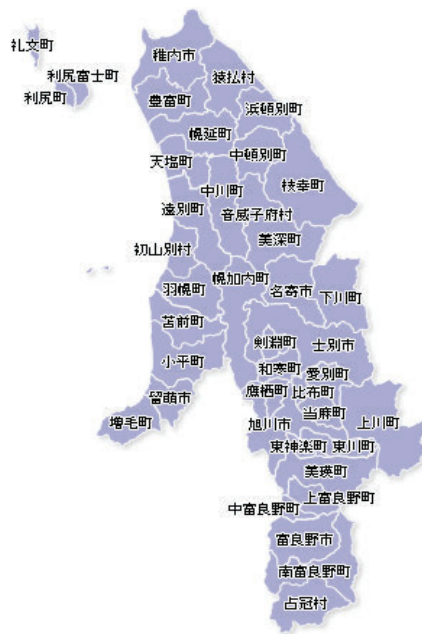 礼文町
稚内市
利尻富士町
猿払村
利尻町
豊富町
浜頓別町
幌延町
天塩町
中頓別町
中川町
枝幸町
遠別町
音威子府村
美深町
初山別村
幌加内町
羽幌町
名寄市
下川町
苫前町
剣淵町
士別市
小平町
和寒町
愛別町
鷹栖町
比布町
留萌市
当麻町
増毛町
旭川市
上川町
東神楽町
東川町
美瑛町
上富良野町
中富良野町
富良野市
南富良野町
占冠村